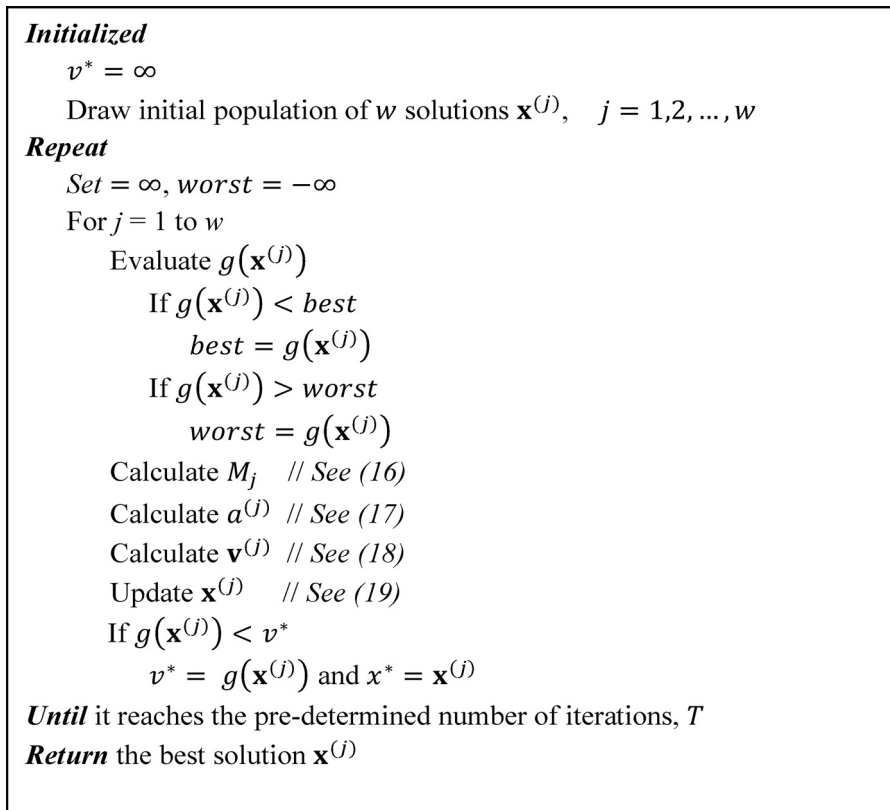 Initialized
v* = ∞
Draw initial population of w solutions x^(j), j = 1,2, ..., w
Repeat
Set = ∞, worst = −∞
For j = 1 to w
Evaluate g(x^(j))
If g(x^(j)) < best
best = g(x^(j))
If g(x^(j)) > worst
worst = g(x^(j))
Calculate M_j // See (16)
Calculate a^(j) // See (17)
Calculate v^(j) // See (18)
Update x^(j) // See (19)
If g(x^(j)) < v*
v* = g(x^(j)) and x* = x^(j)
Until it reaches the pre-determined number of iterations, T
Return the best solution x^(j)